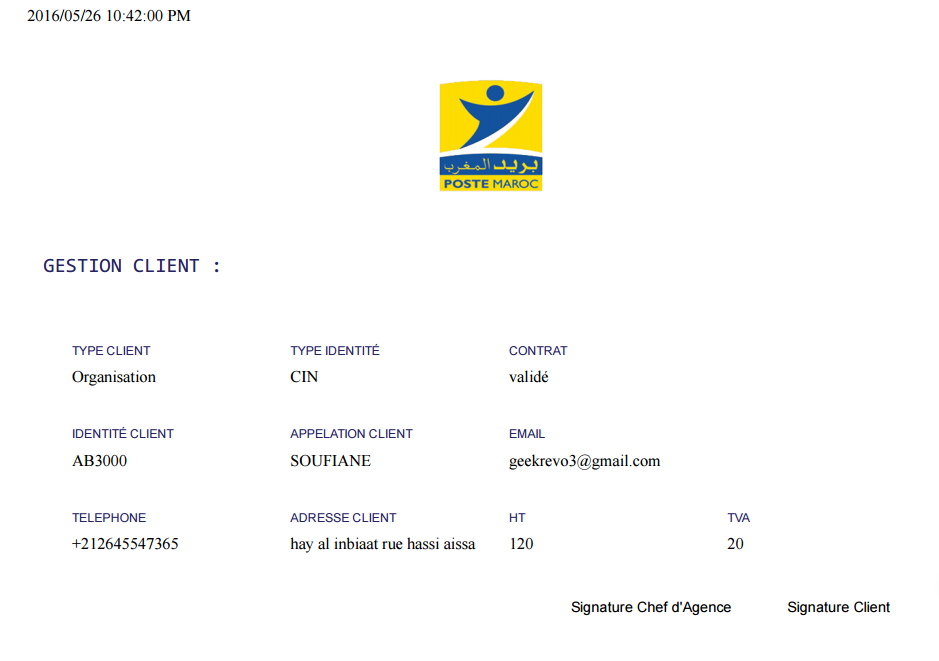 2016/05/26 10:42:00 PM
بريد المغرب
POSTE MAROC
GESTION CLIENT :
TYPE CLIENT TYPE IDENTITÉ CONTRAT
Organisation CIN validé
IDENTITÉ CLIENT APPELATION CLIENT EMAIL
AB3000 SOUFIANE geekrevo3@gmail.com
TELEPHONE ADRESSE CLIENT HT TVA
+212645547365 hay al inbiaat rue hassi aissa 120 20
Signature Chef d'Agence Signature Client